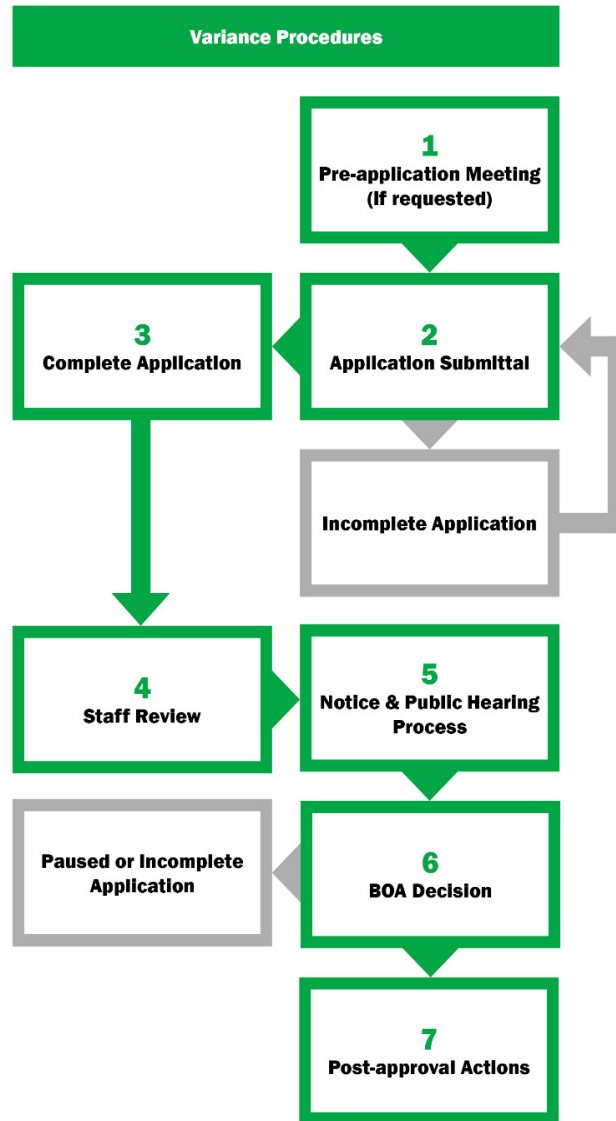 Variance Procedures
1
Pre-application Meeting
(If requested)
3
Complete Application
2
Application Submittal
Incomplete Application
4
Staff Review
5
Notice & Public Hearing
Process
Paused or Incomplete
Application
6
BOA Decision
7
Post-approval Actions